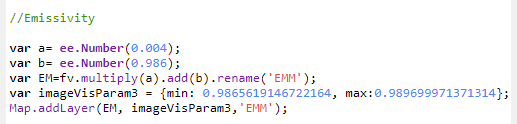 //Emissivity
var a= ee.Number(0.004);
var b= ee.Number(0.986);
var EM=fv.multiply(a).add(b).rename('EMM');
var imageVisParam3 = {min: 0.9865619146722164, max:0.989699971371314};
Map.addLayer(EM, imageVisParam3,'EMM');